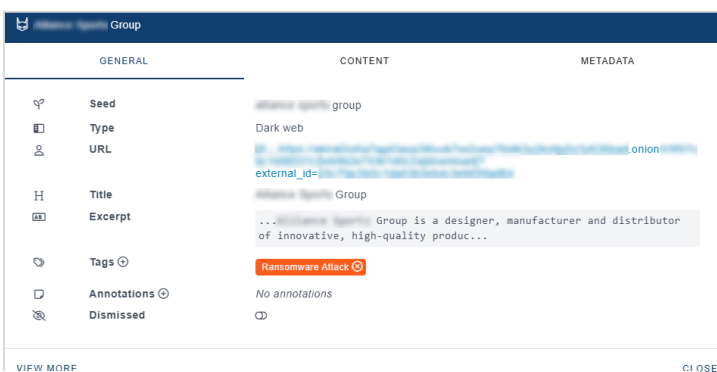 Group
GENERAL CONTENT METADATA
Seed group
Type Dark web
URL .onion
external_id=
H Title Group
Excerpt ... Group is a designer, manufacturer and distributor
of innovative, high-quality produc...
Tags Ransomware Attack
Annotations No annotations
Dismissed
VIEW MORE CLOSE